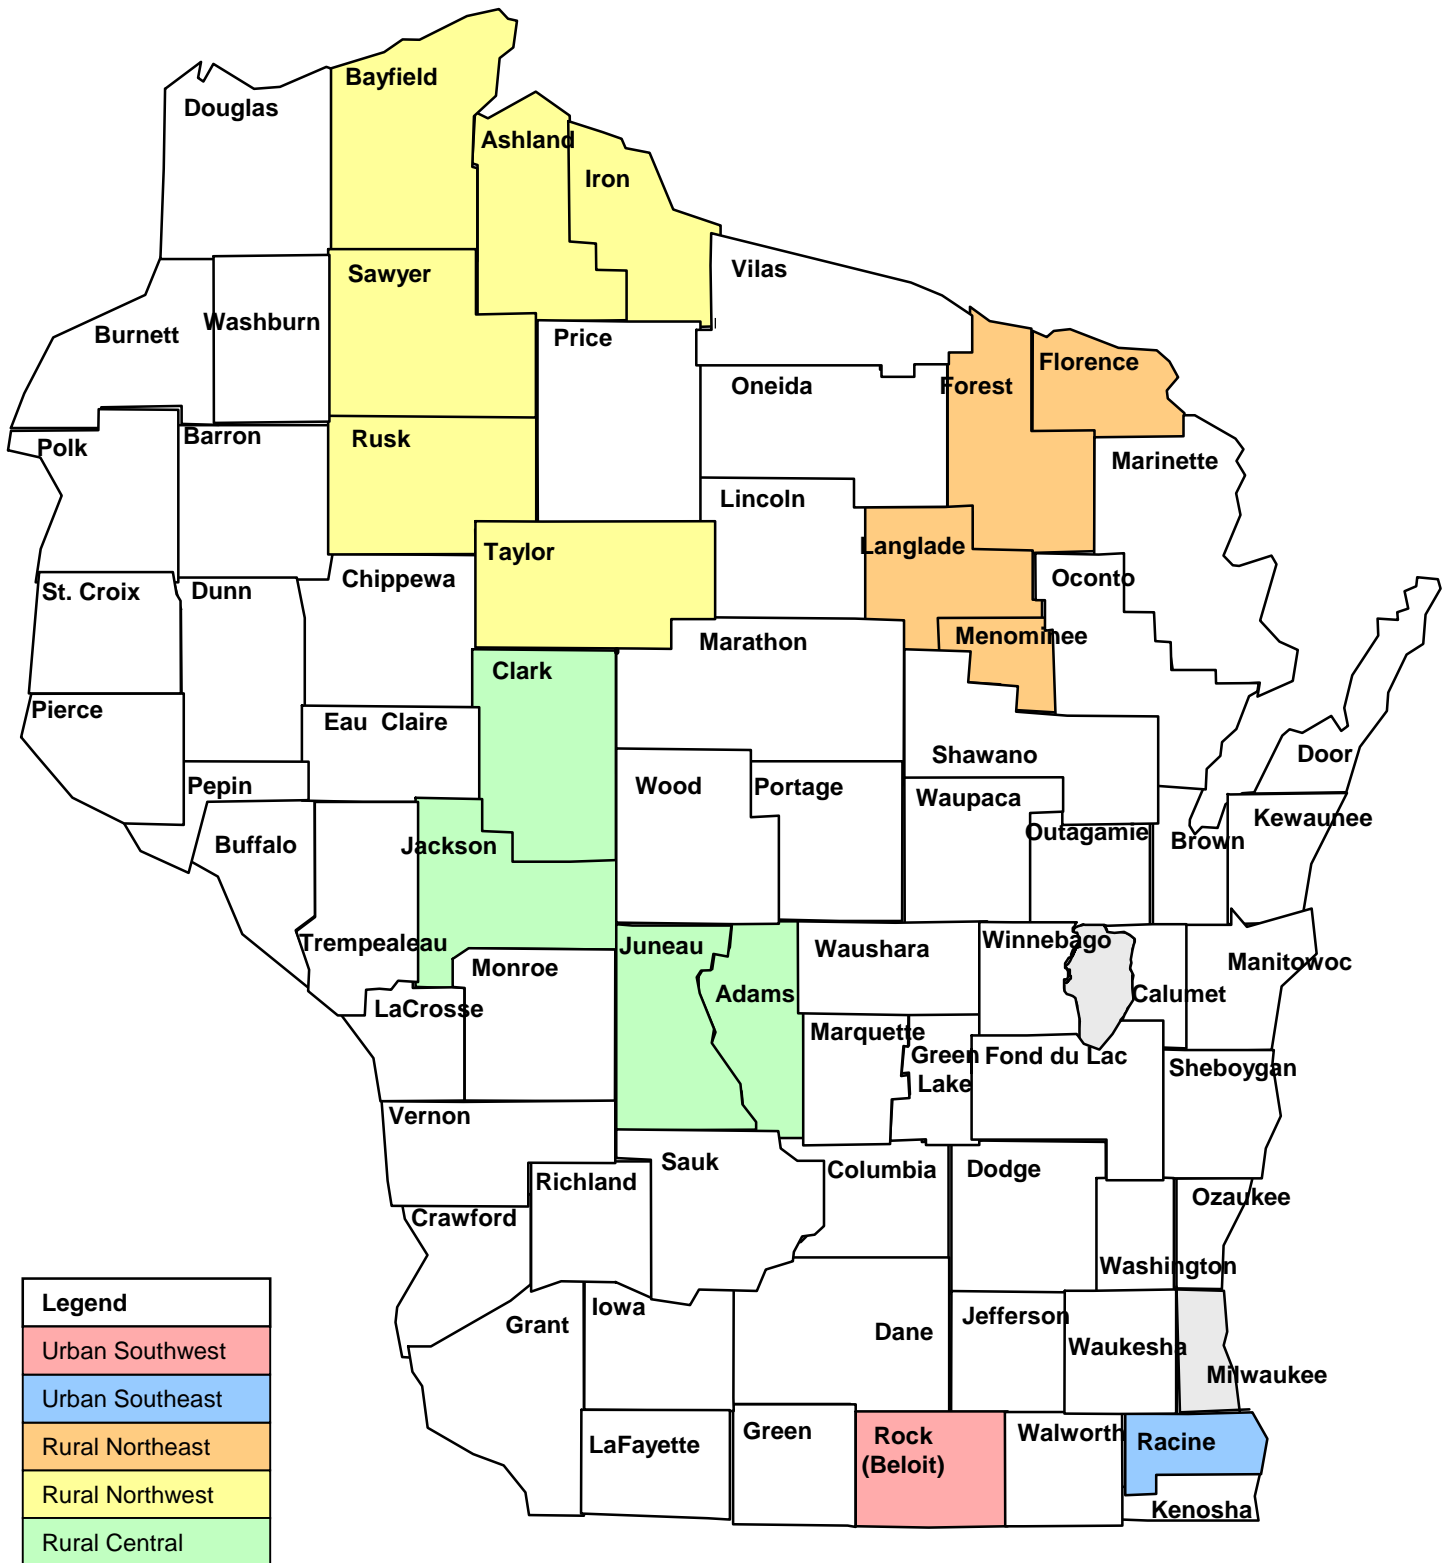 Bayfield
Douglas
Ashland
Iron
Vilas
Sawyer
Washburn
Burnett
Price
Florence
Forest
Oneida
Barron
Rusk
Polk
Marinette
Lincoln
Langlade
Taylor
Chippewa
Oconto
St. Croix
Dunn
Menominee
Marathon
Clark
Pierce
Eau  Claire
Door
Shawano
Pepin
Wood
Portage
Waupaca
Kewaunee
Outagamie
Brown
Buffalo
Jackson
Trempealeau
Juneau
Waushara
Winnebago
Manitowoc
Monroe
Adams
Calumet
LaCrosse
Marquette
Green
Lake
Fond du Lac
Sheboygan
Vernon
Sauk
Columbia
Dodge
Richland
Ozaukee
Crawford
Washington
Iowa
Grant
Dane
Jefferson
Waukesha
Milwaukee
LaFayette
Green
Rock
(Beloit)
Walworth
Racine
Kenosha
Legend
Urban Southwest
Urban Southeast
Rural Northeast
Rural Northwest
Rural Central